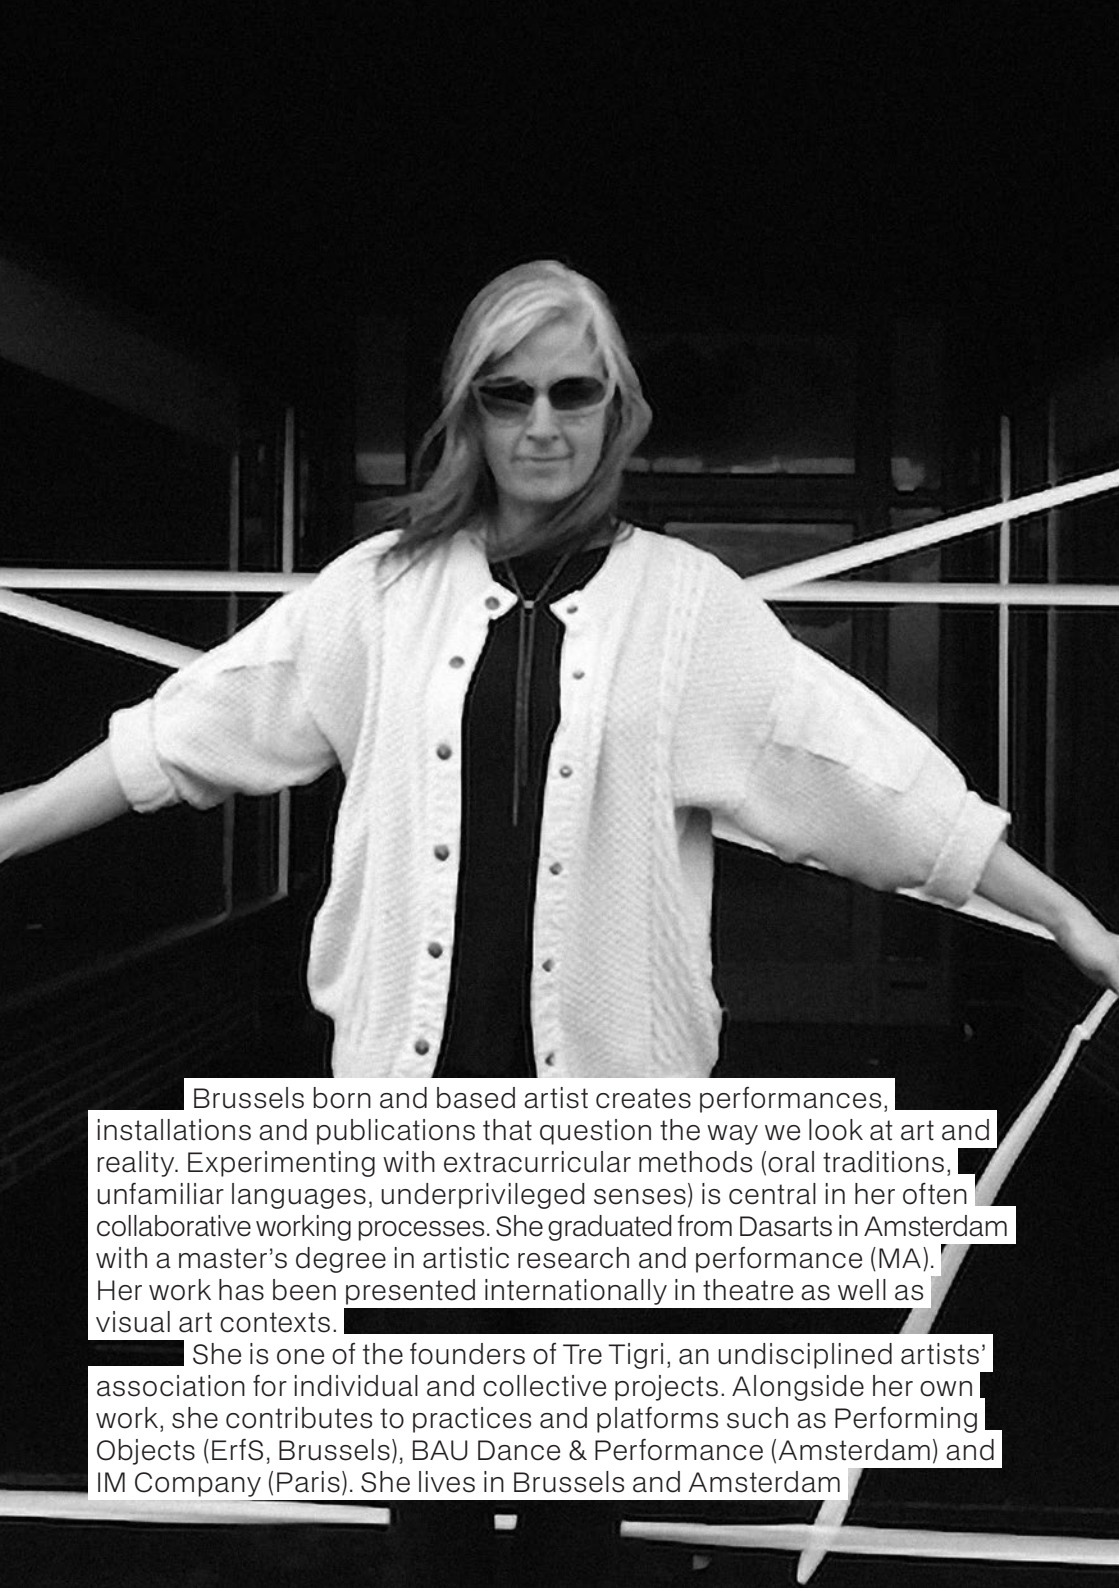 Brussels born and based artist creates performances,
installations and publications that question the way we look at art and
reality. Experimenting with extracurricular methods (oral traditions,
unfamiliar languages, underprivileged senses) is central in her often
collaborative working processes. She graduated from Dasarts in Amsterdam
with a master’s degree in artistic research and performance (MA).
Her work has been presented internationally in theatre as well as
visual art contexts.
She is one of the founders of Tre Tigri, an undisciplined artists’
association for individual and collective projects. Alongside her own
work, she contributes to practices and platforms such as Performing
Objects (ErfS, Brussels), BAU Dance & Performance (Amsterdam) and
IM Company (Paris). She lives in Brussels and Amsterdam